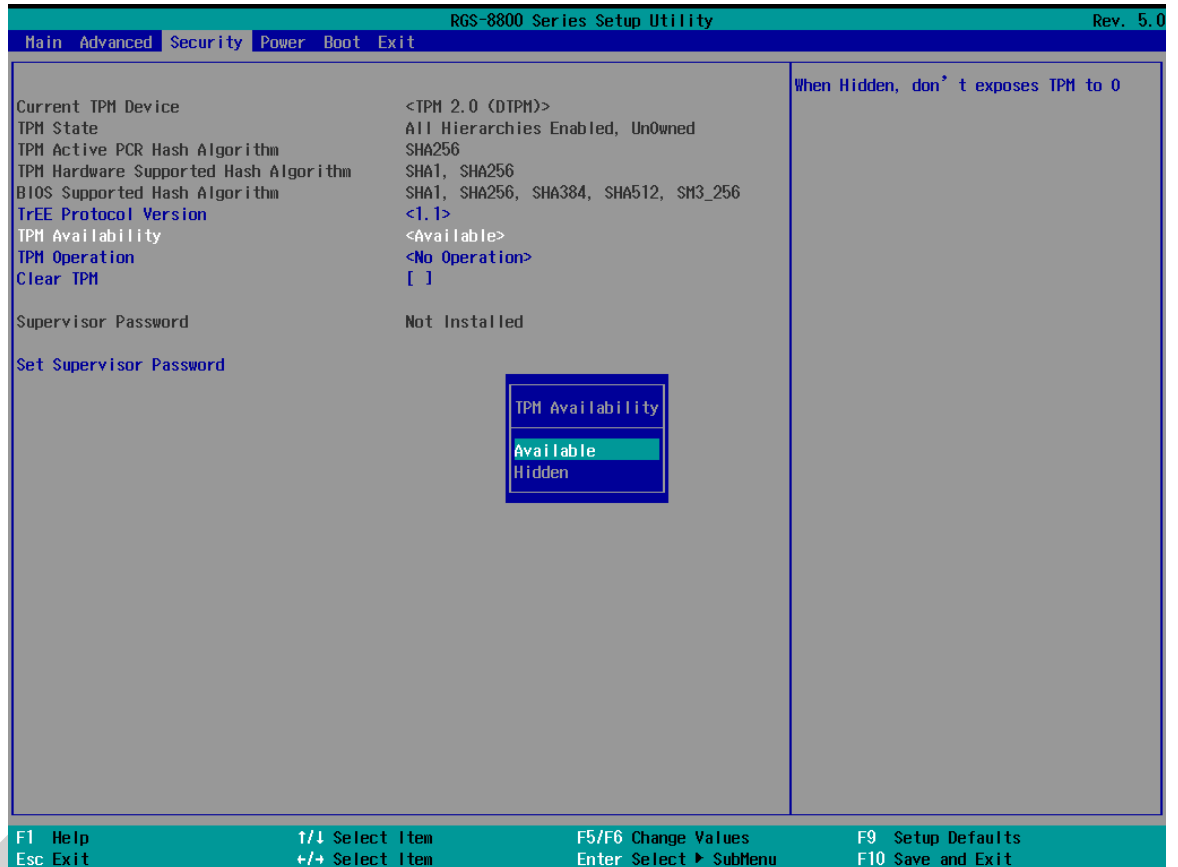 RGS-8800 Series Setup Utility Rev. 5.0
Main Advanced Security Power Boot Exit
When Hidden, don't exposes TPM to 0
Current TPM Device <TPM 2.0 (DTPM)>
TPM State All Hierarchies Enabled, UnOwned
TPM Active PCR Hash Algorithm SHA256
TPM Hardware Supported Hash Algorithm SHA1, SHA256
BIOS Supported Hash Algorithm SHA1, SHA256, SHA384, SHA512, SM3_256
TrEE Protocol Version <1.1>
TPM Availability <Available>
TPM Operation <No Operation>
Clear TPM [ ]
Supervisor Password Not Installed
Set Supervisor Password
TPM Availability
Available
Hidden
F1 Help ↑/↓ Select Item F5/F6 Change Values F9 Setup Defaults
Esc Exit ←/→ Select Item Enter Select ▶ SubMenu F10 Save and Exit